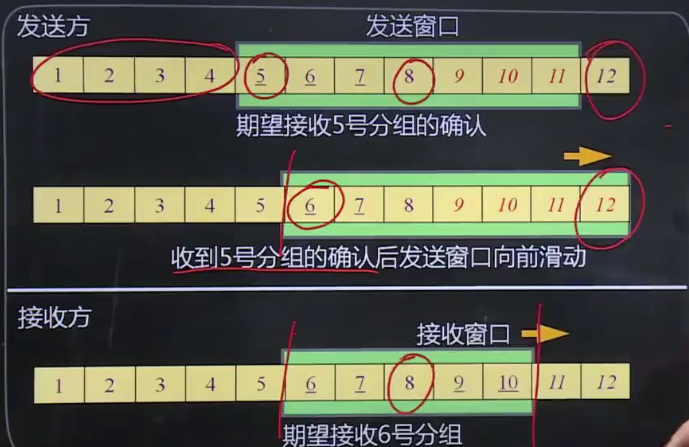 发送方
发送窗口
1 2 3 4 5 6 7 8 9 10 11 12
期望接收5号分组的确认
1 2 3 4 5 6 7 8 9 10 11 12
收到5号分组的确认后发送窗口向前滑动
接收方
接收窗口
1 2 3 4 5 6 7 8 9 10 11 12
期望接收6号分组